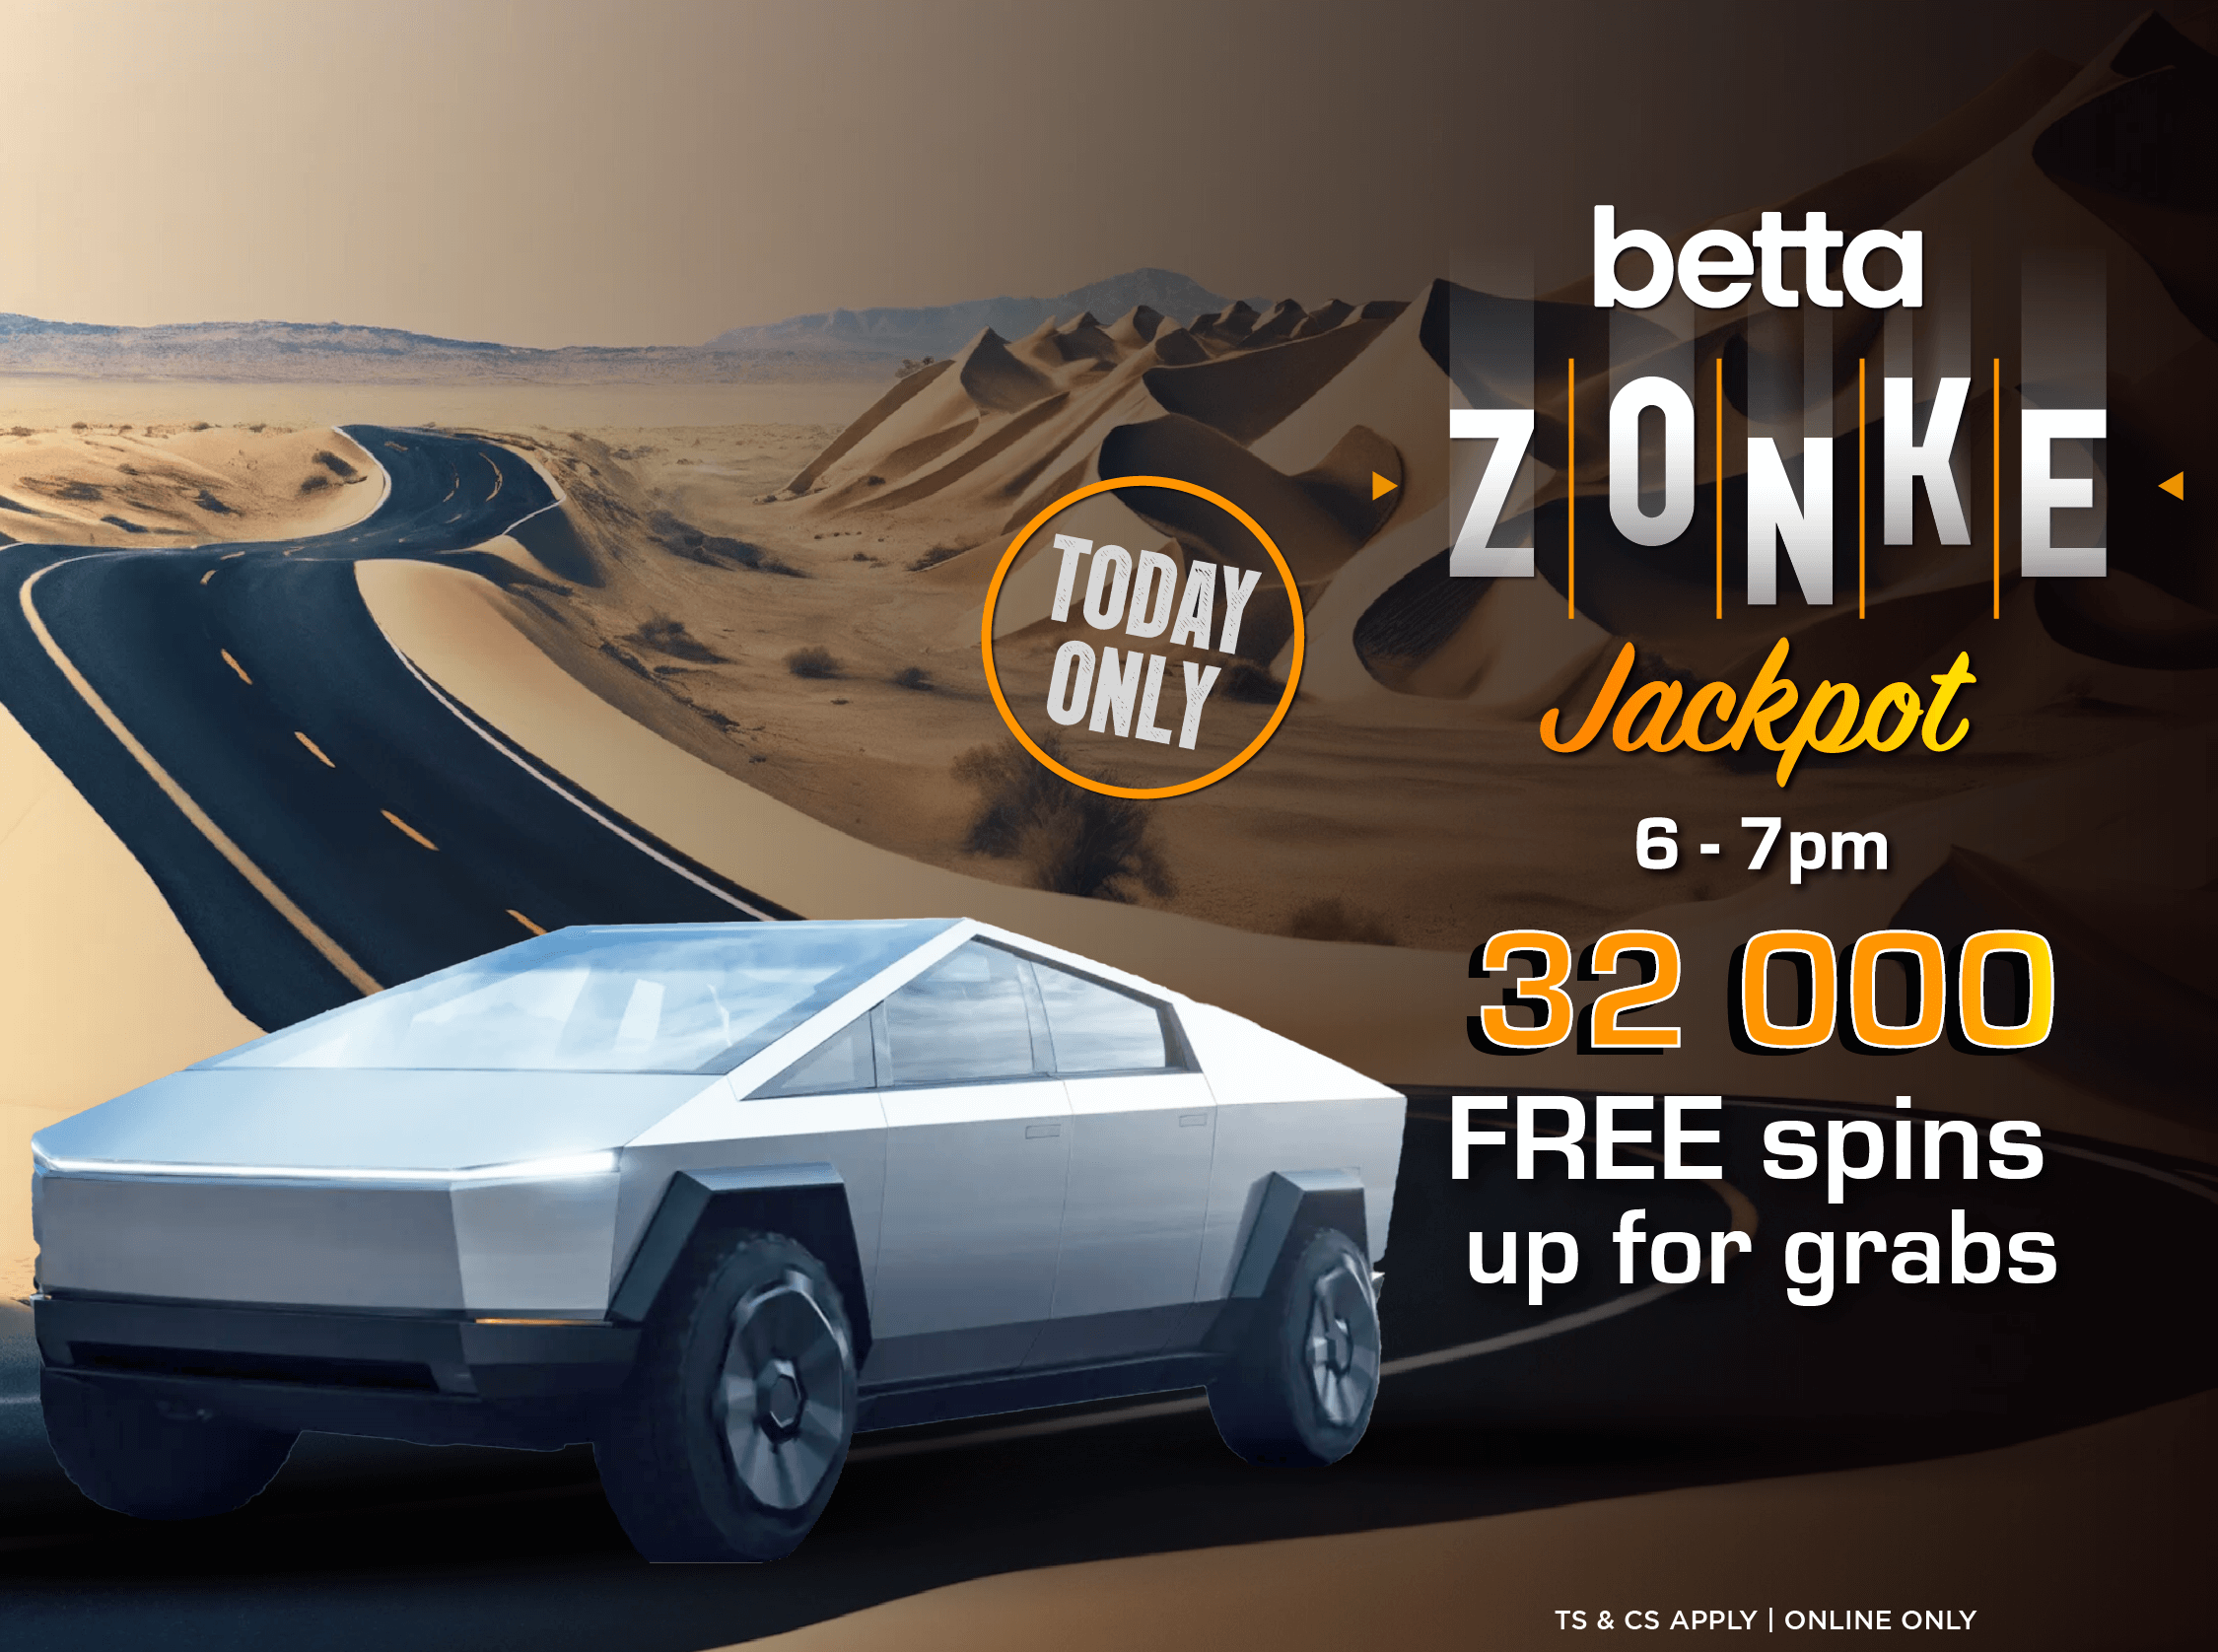 betta
ZONKE
Jackpot
TODAY
ONLY
6 - 7pm
32 000
FREE spins
up for grabs
TS & CS APPLY | ONLINE ONLY